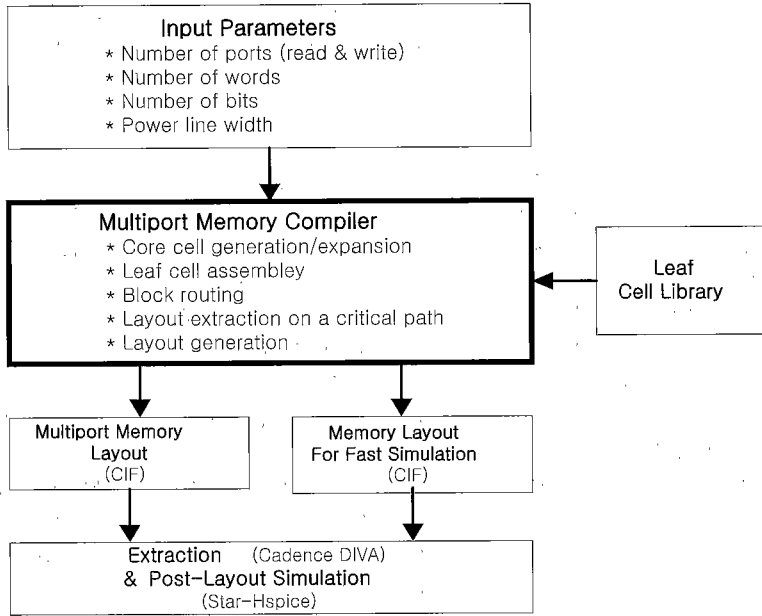 Input Parameters
* Number of ports (read & write)
* Number of words
* Number of bits
* Power line width
Multiport Memory Compiler
* Core cell generation/expansion
* Leaf cell assembley
* Block routing
* Layout extraction on a critical path
* Layout generation
Leaf
Cell Library
Multiport Memory
Layout
(CIF)
Memory Layout
For Fast Simulation
(CIF)
Extraction (Cadence DIVA)
& Post-Layout Simulation
(Star-Hspice)